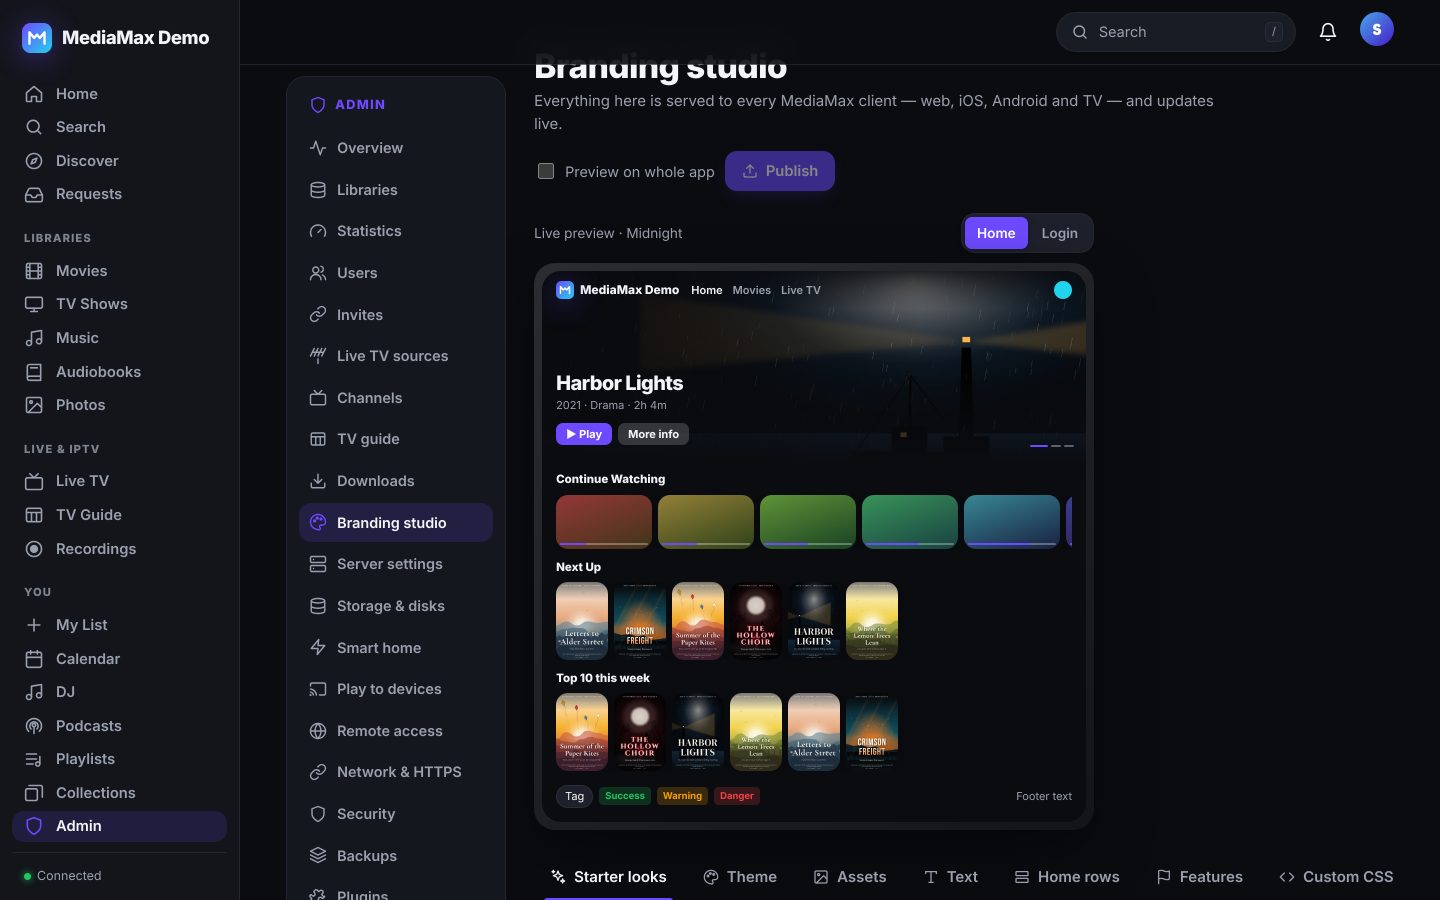 MediaMax Demo
Home
Search
Discover
Requests
LIBRARIES
Movies
TV Shows
Music
Audiobooks
Photos
LIVE & IPTV
Live TV
TV Guide
Recordings
YOU
My List
Calendar
DJ
Podcasts
Playlists
Collections
Admin
Connected
Search
/
S
ADMIN
Overview
Libraries
Statistics
Users
Invites
Live TV sources
Channels
TV guide
Downloads
Branding studio
Server settings
Storage & disks
Smart home
Play to devices
Remote access
Network & HTTPS
Security
Backups
Plugins
Branding studio
Everything here is served to every MediaMax client — web, iOS, Android and TV — and updates
live.
Preview on whole app
Publish
Live preview · Midnight
Home
Login
MediaMax Demo
Home
Movies
Live TV
Harbor Lights
2021 · Drama · 2h 4m
Play
More info
Continue Watching
Next Up
Letters to
Alder Street
CRIMSON
FREIGHT
Summer of the
Paper Kites
THE
HOLLOW
CHOIR
HARBOR
LIGHTS
Where the
Lemon Trees
Lean
Top 10 this week
Summer of the
Paper Kites
THE
HOLLOW
CHOIR
HARBOR
LIGHTS
Where the
Lemon Trees
Lean
Letters to
Alder Street
CRIMSON
FREIGHT
Tag
Success
Warning
Danger
Footer text
Starter looks
Theme
Assets
Text
Home rows
Features
Custom CSS